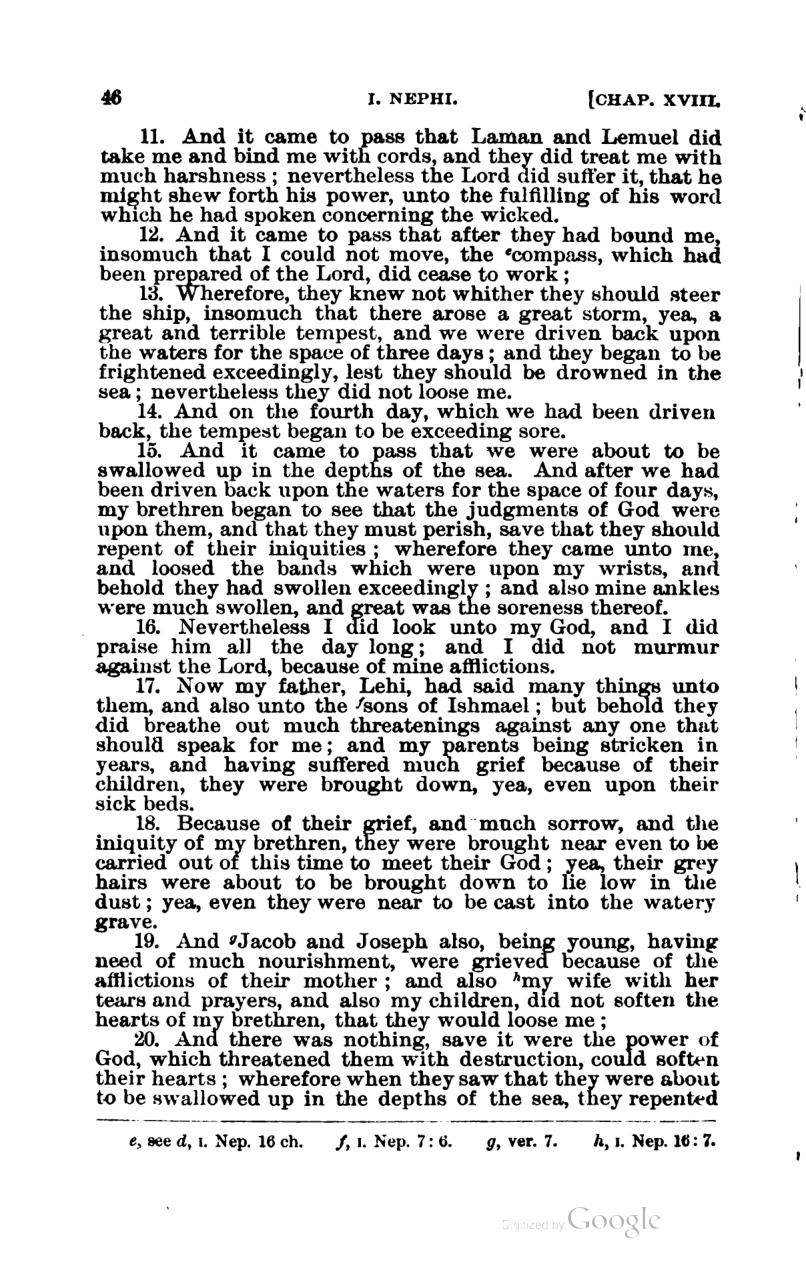 46 I. NEPHI. [CHAP. XVIII.
11. And it came to pass that Laman and Lemuel did
take me and bind me with cords, and they did treat me with
much harshness ; nevertheless the Lord did suffer it, that he
might shew forth his power, unto the fulfilling of his word
which he had spoken concerning the wicked.
12. And it came to pass that after they had bound me,
insomuch that I could not move, the ᵉcompass, which had
been prepared of the Lord, did cease to work ;
13. Wherefore, they knew not whither they should steer
the ship, insomuch that there arose a great storm, yea, a
great and terrible tempest, and we were driven back upon
the waters for the space of three days ; and they began to be
frightened exceedingly, lest they should be drowned in the
sea ; nevertheless they did not loose me.
14. And on the fourth day, which we had been driven
back, the tempest began to be exceeding sore.
15. And it came to pass that we were about to be
swallowed up in the depths of the sea. And after we had
been driven back upon the waters for the space of four days,
my brethren began to see that the judgments of God were
upon them, and that they must perish, save that they should
repent of their iniquities ; wherefore they came unto me,
and loosed the bands which were upon my wrists, and
behold they had swollen exceedingly ; and also mine ankles
were much swollen, and great was the soreness thereof.
16. Nevertheless I did look unto my God, and I did
praise him all the day long ; and I did not murmur
against the Lord, because of mine afflictions.
17. Now my father, Lehi, had said many things unto
them, and also unto the ᶠsons of Ishmael ; but behold they
did breathe out much threatenings against any one that
should speak for me ; and my parents being stricken in
years, and having suffered much grief because of their
children, they were brought down, yea, even upon their
sick beds.
18. Because of their grief, and much sorrow, and the
iniquity of my brethren, they were brought near even to be
carried out of this time to meet their God ; yea, their grey
hairs were about to be brought down to lie low in the
dust ; yea, even they were near to be cast into the watery
grave.
19. And ᵍJacob and Joseph also, being young, having
need of much nourishment, were grieved because of the
afflictions of their mother ; and also ʰmy wife with her
tears and prayers, and also my children, did not soften the
hearts of my brethren, that they would loose me ;
20. And there was nothing, save it were the power of
God, which threatened them with destruction, could soften
their hearts ; wherefore when they saw that they were about
to be swallowed up in the depths of the sea, they repented
e, see d, I. Nep. 16 ch. f, I. Nep. 7 : 6. g, ver. 7. h, I. Nep. 16 : 7.
Digitized by Google